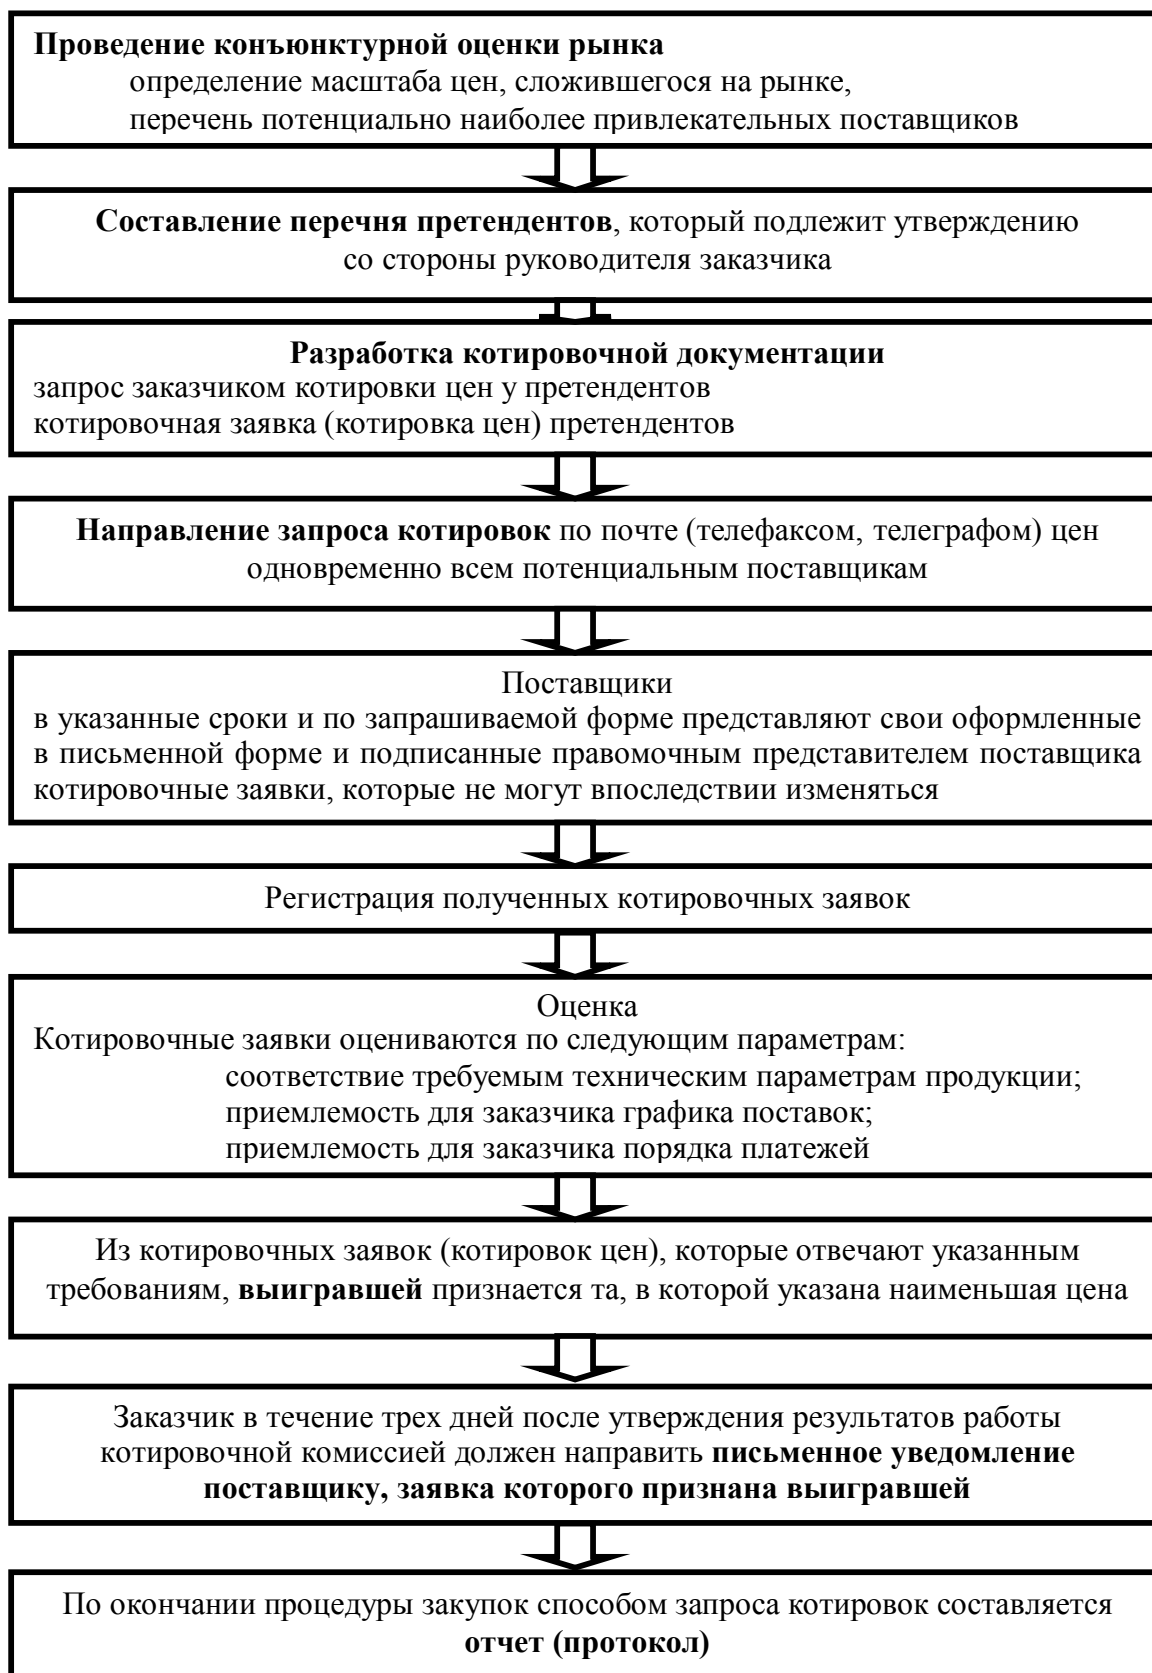 Проведение конъюнктурной оценки рынка
определение масштаба цен, сложившегося на рынке,
перечень потенциально наиболее привлекательных поставщиков
Составление перечня претендентов, который подлежит утверждению
со стороны руководителя заказчика
Разработка котировочной документации
запрос заказчиком котировки цен у претендентов
котировочная заявка (котировка цен) претендентов
Направление запроса котировок по почте (телефаксом, телеграфом) цен
одновременно всем потенциальным поставщикам
Поставщики
в указанные сроки и по запрашиваемой форме представляют свои оформленные
в письменной форме и подписанные правомочным представителем поставщика
котировочные заявки, которые не могут впоследствии изменяться
Регистрация полученных котировочных заявок
Оценка
Котировочные заявки оцениваются по следующим параметрам:
соответствие требуемым техническим параметрам продукции;
приемлемость для заказчика графика поставок;
приемлемость для заказчика порядка платежей
Из котировочных заявок (котировок цен), которые отвечают указанным
требованиям, выигравшей признается та, в которой указана наименьшая цена
Заказчик в течение трех дней после утверждения результатов работы
котировочной комиссией должен направить письменное уведомление
поставщику, заявка которого признана выигравшей
По окончании процедуры закупок способом запроса котировок составляется
отчет (протокол)